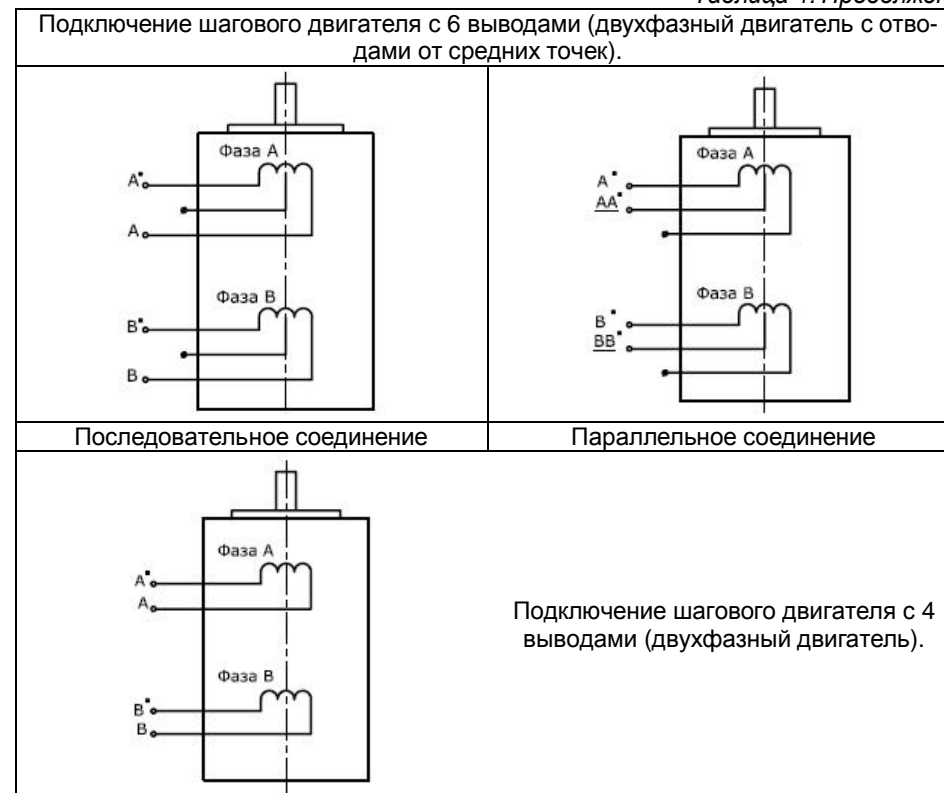 Таблица 4. Продолжен
Подключение шагового двигателя с 6 выводами (двухфазный двигатель с отво-
дами от средних точек).
Фаза А
А▪
А
Фаза В
В▪
В
Фаза А
А▪
АА▪
Фаза В
В▪
ВВ▪
Последовательное соединение
Параллельное соединение
Фаза А
А▪
А
Фаза В
В▪
В
Подключение шагового двигателя с 4
выводами (двухфазный двигатель).